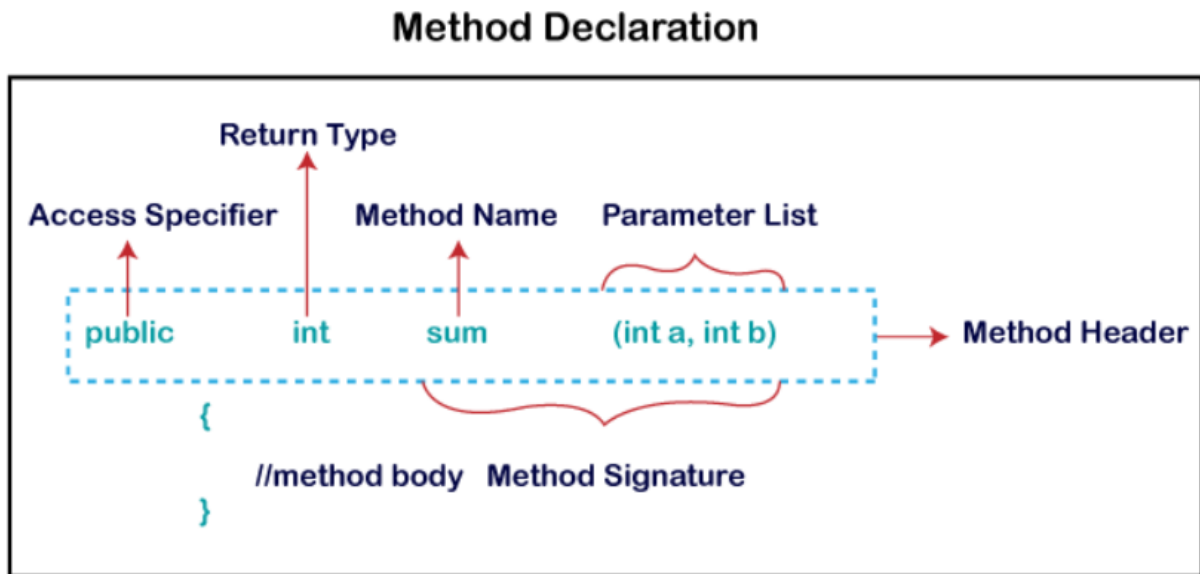 Method Declaration
Return Type
Access Specifier Method Name Parameter List
public int sum (int a, int b) Method Header
{
//method body Method Signature
}